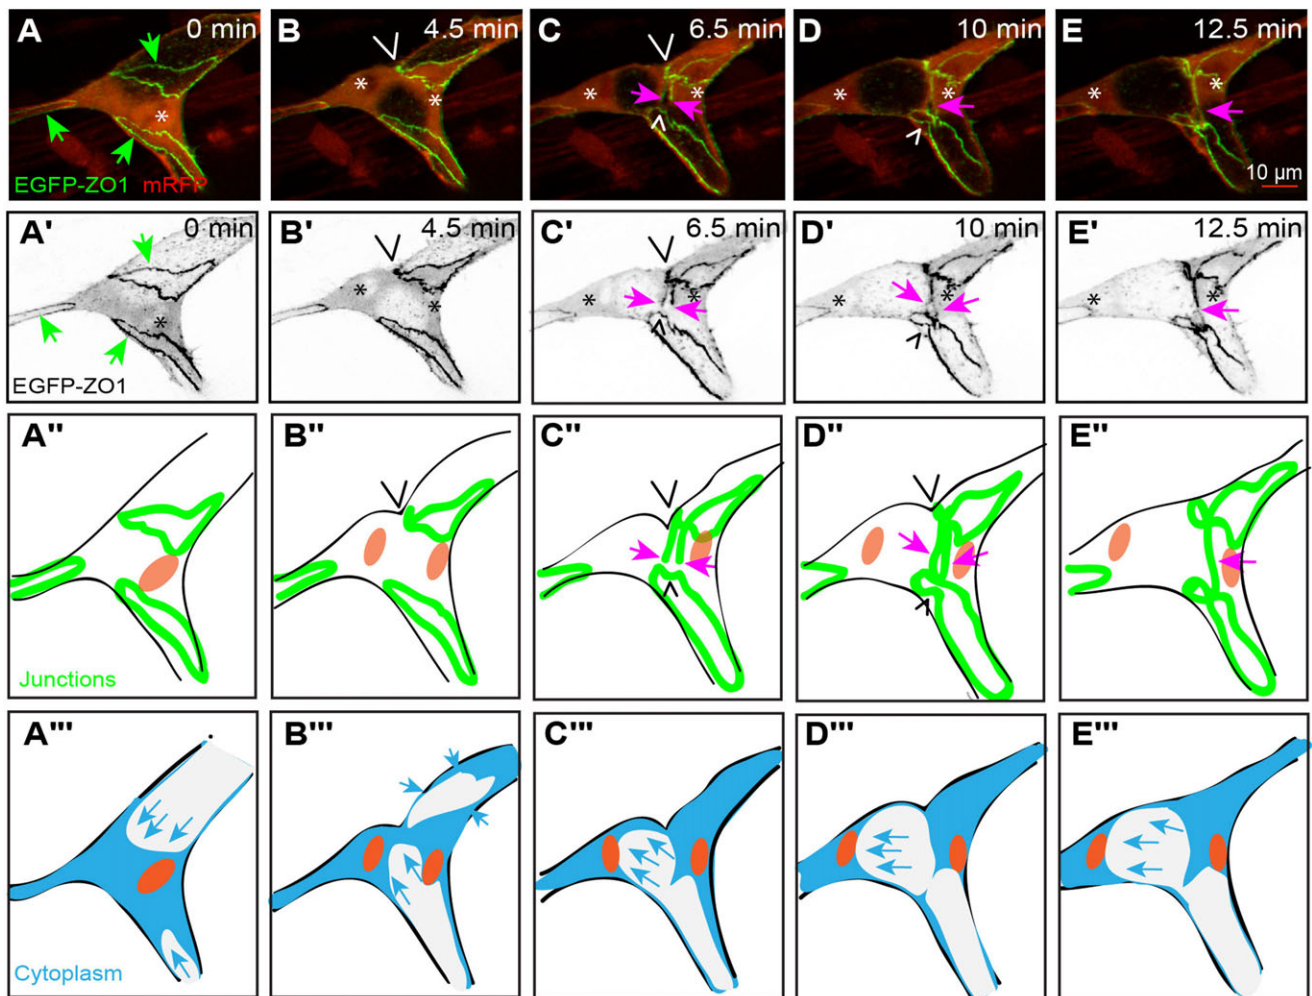 A 0 min
B 4.5 min
C 6.5 min
D 10 min
E 12.5 min
EGFP-ZO1 mRFP
10 µm
A' 0 min
B' 4.5 min
C' 6.5 min
D' 10 min
E' 12.5 min
EGFP-ZO1
A'' B'' C'' D'' E''
Junctions
A''' B''' C''' D''' E'''
Cytoplasm